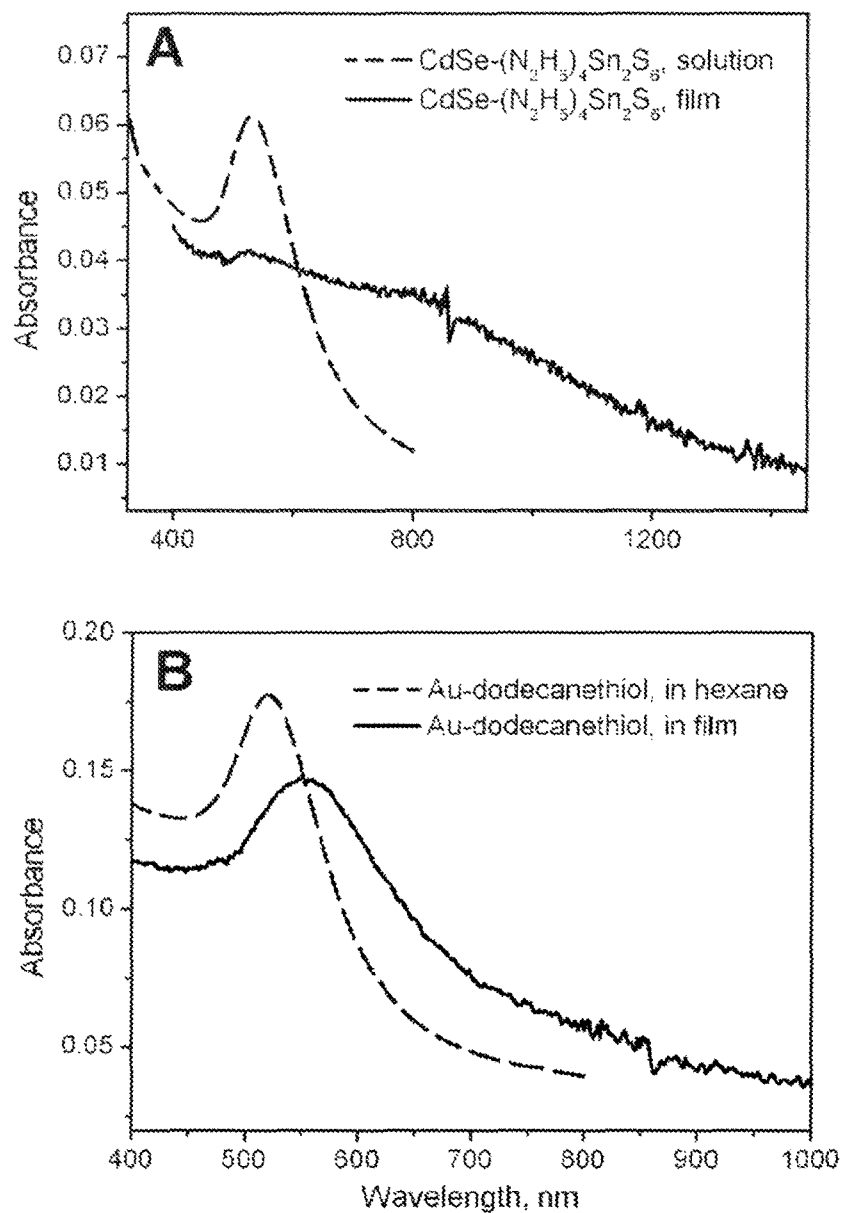 A
CdSe-(N₂H₅)₄Sn₂S₆, solution
CdSe-(N₂H₅)₄Sn₂S₆, film
0.07
0.06
0.05
0.04
0.03
0.02
0.01
Absorbance
400 800 1200
B
Au-dodecanethiol, in hexane
Au-dodecanethiol, in film
0.20
0.15
0.10
0.05
Absorbance
400 500 600 700 800 900 1000
Wavelength, nm